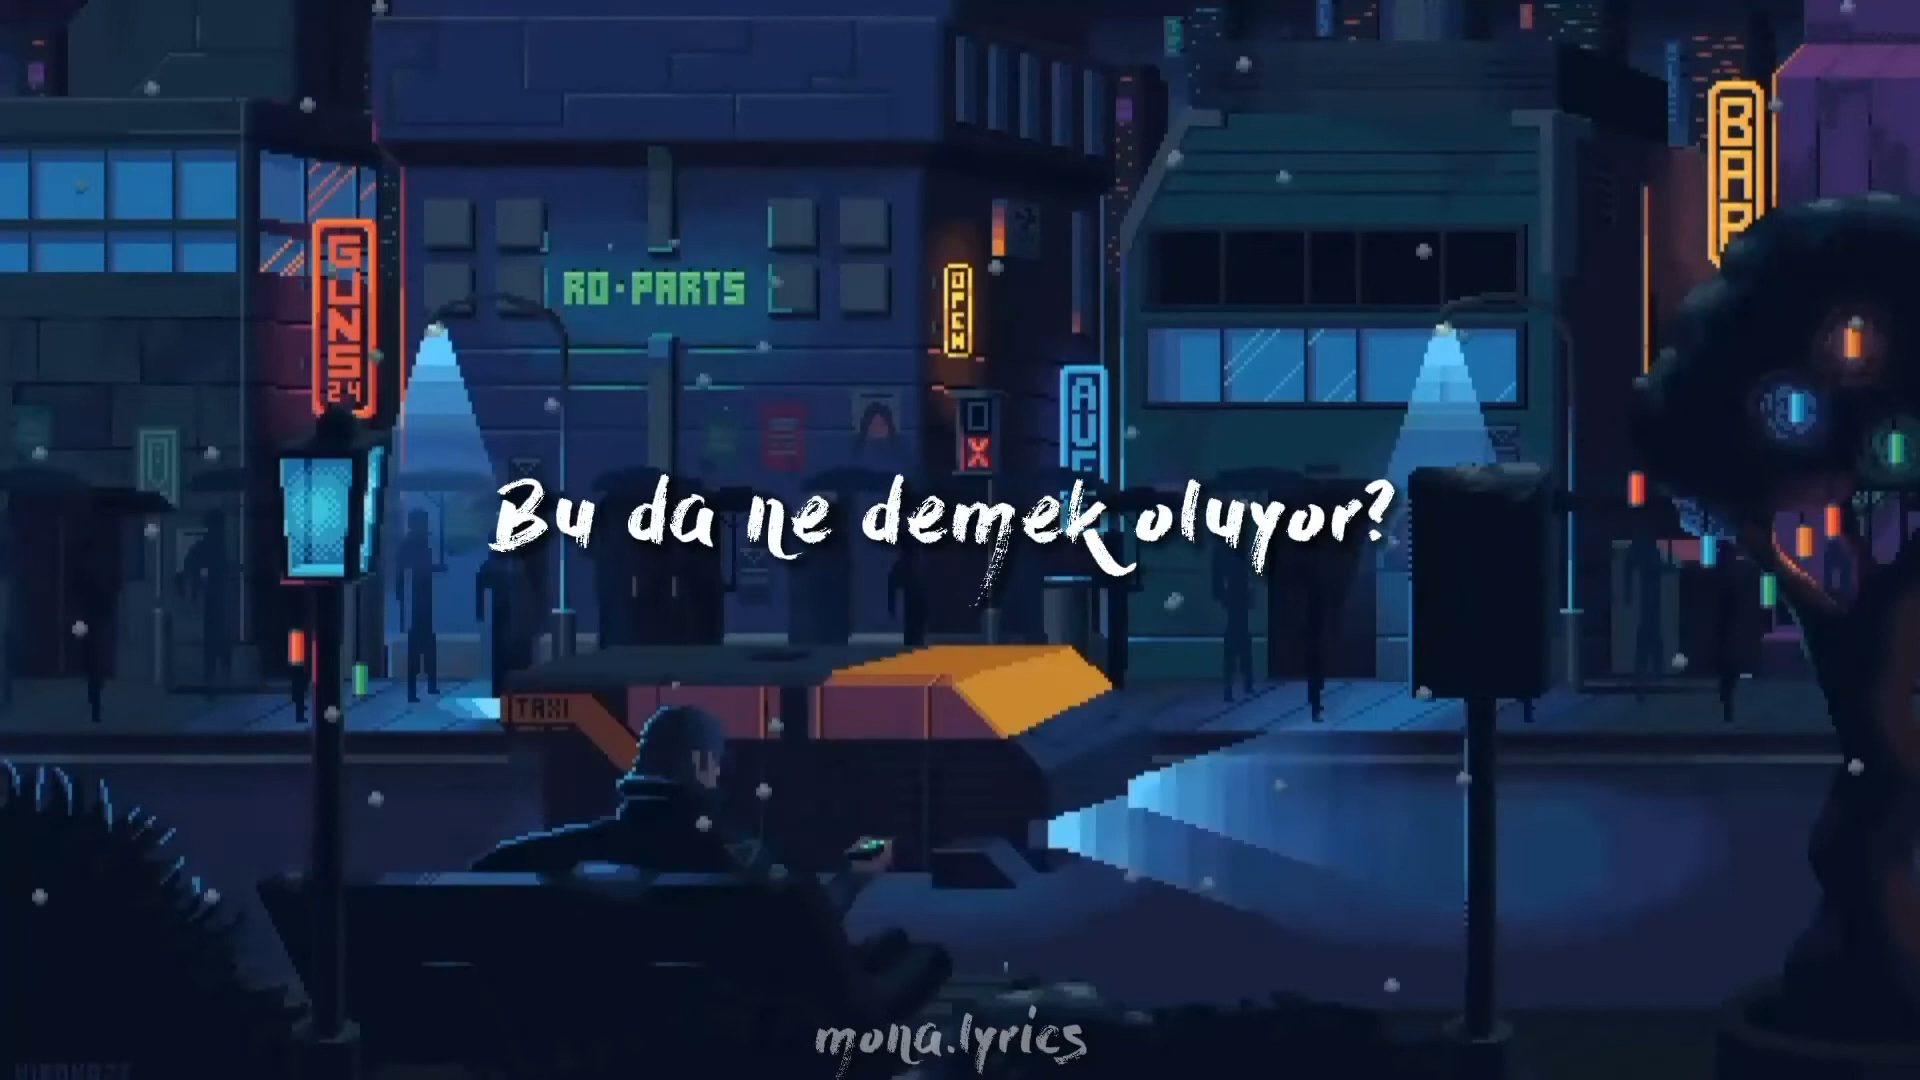 BAR
GUNS
24
RO·PARTS
OPEN
TAXI
Bu da ne demek oluyor?
mona.lyrics